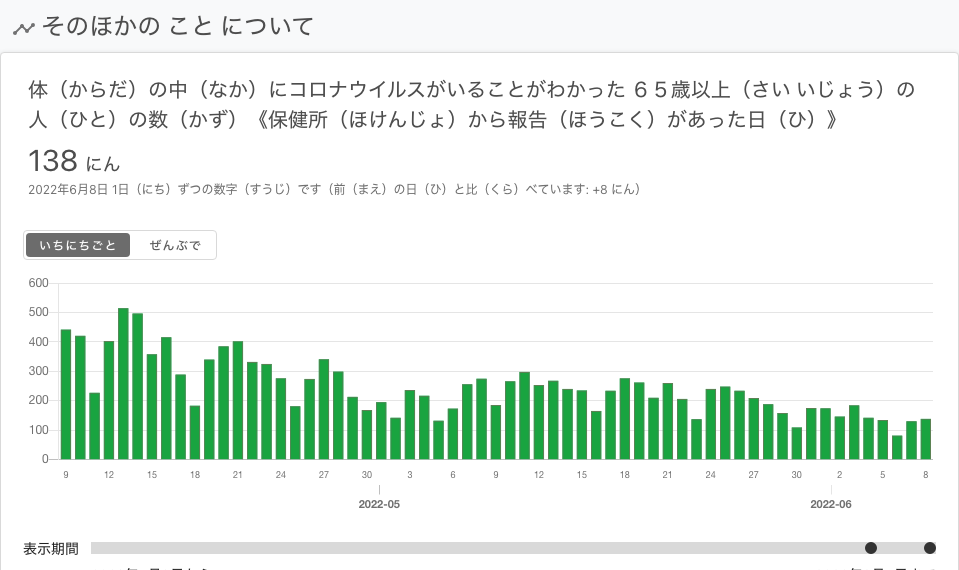 そのほかの こと について
体（からだ）の中（なか）にコロナウイルスがいることがわかった ６５歳以上（さい いじょう）の
人（ひと）の数（かず）《保健所（ほけんじょ）から報告（ほうこく）があった日（ひ）》
138 にん
2022年6月8日 1日（にち）ずつの数字（すうじ）です（前（まえ）の日（ひ）と比（くら）べています: +8 にん）
いちにちごと ぜんぶで
600
500
400
300
200
100
0
9 12 15 18 21 24 27 30 3 6 9 12 15 18 21 24 27 30 2 5 8
2022-05 2022-06
表示期間